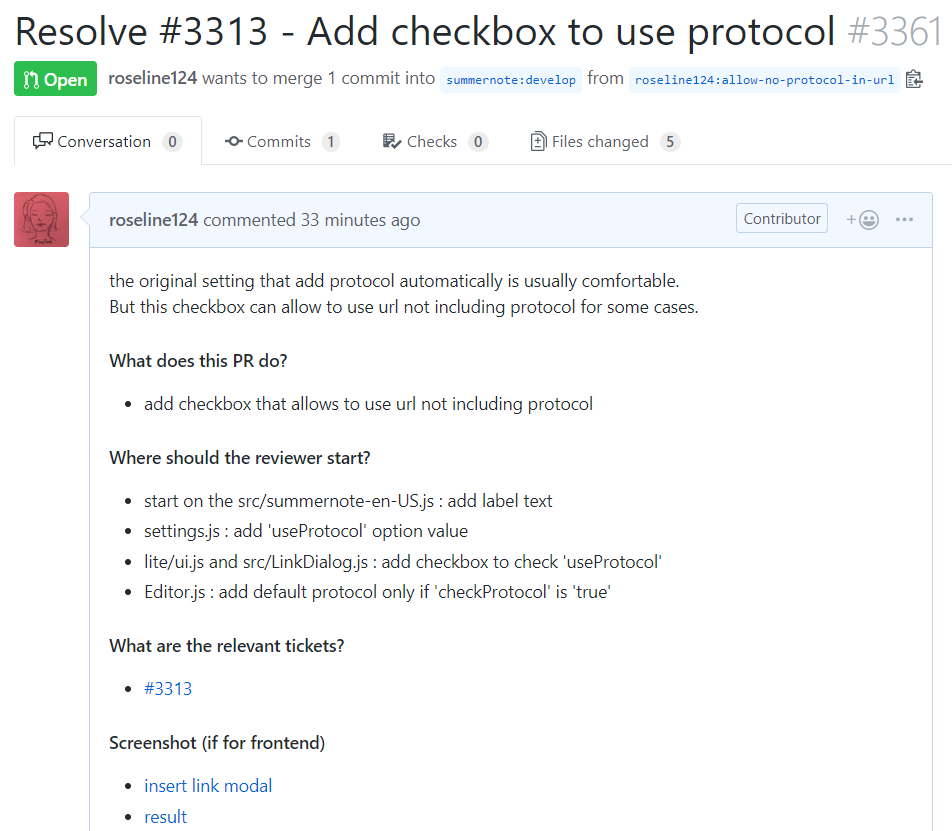 Resolve #3313 - Add checkbox to use protocol #3361
Open roseline124 wants to merge 1 commit into summernote:develop from roseline124:allow-no-protocol-in-url
Conversation 0 Commits 1 Checks 0 Files changed 5
roseline124 commented 33 minutes ago Contributor
the original setting that add protocol automatically is usually comfortable.
But this checkbox can allow to use url not including protocol for some cases.
What does this PR do?
• add checkbox that allows to use url not including protocol
Where should the reviewer start?
• start on the src/summernote-en-US.js : add label text
• settings.js : add 'useProtocol' option value
• lite/ui.js and src/LinkDialog.js : add checkbox to check 'useProtocol'
• Editor.js : add default protocol only if 'checkProtocol' is 'true'
What are the relevant tickets?
• #3313
Screenshot (if for frontend)
• insert link modal
• result